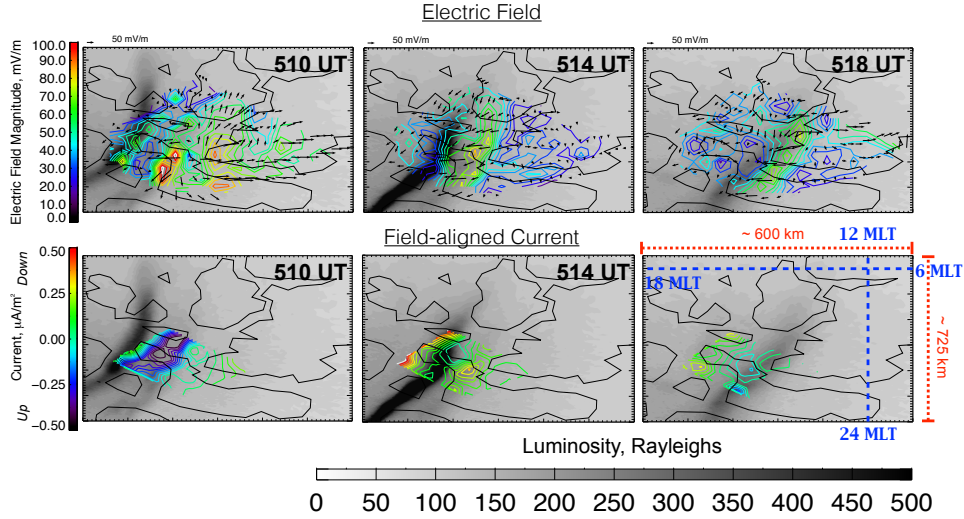 Electric Field
50 mV/m
50 mV/m
50 mV/m
Electric Field Magnitude, mV/m
100.0
90.0
80.0
70.0
60.0
50.0
40.0
30.0
20.0
10.0
0.0
510 UT
514 UT
518 UT
Field-aligned Current
~ 600 km
12 MLT
Current, µA/m²
Up
Down
0.50
0.25
0.00
−0.25
−0.50
510 UT
514 UT
18 MLT
6 MLT
~ 725 km
24 MLT
Luminosity, Rayleighs
0 50 100 150 200 250 300 350 400 450 500